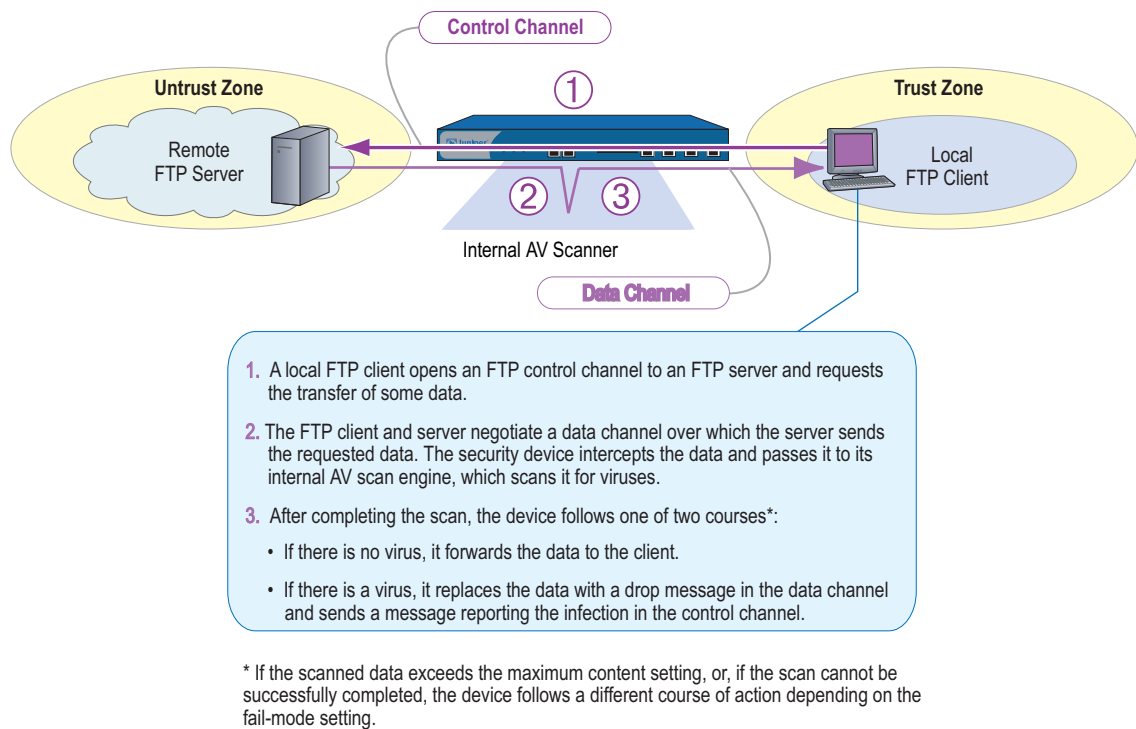 Control Channel
Untrust Zone
Trust Zone
1
Juniper
Remote
FTP Server
Local
FTP Client
2
3
Internal AV Scanner
Data Channel
1. A local FTP client opens an FTP control channel to an FTP server and requests
the transfer of some data.
2. The FTP client and server negotiate a data channel over which the server sends
the requested data. The security device intercepts the data and passes it to its
internal AV scan engine, which scans it for viruses.
3. After completing the scan, the device follows one of two courses*:
• If there is no virus, it forwards the data to the client.
• If there is a virus, it replaces the data with a drop message in the data channel
and sends a message reporting the infection in the control channel.
* If the scanned data exceeds the maximum content setting, or, if the scan cannot be
successfully completed, the device follows a different course of action depending on the
fail-mode setting.